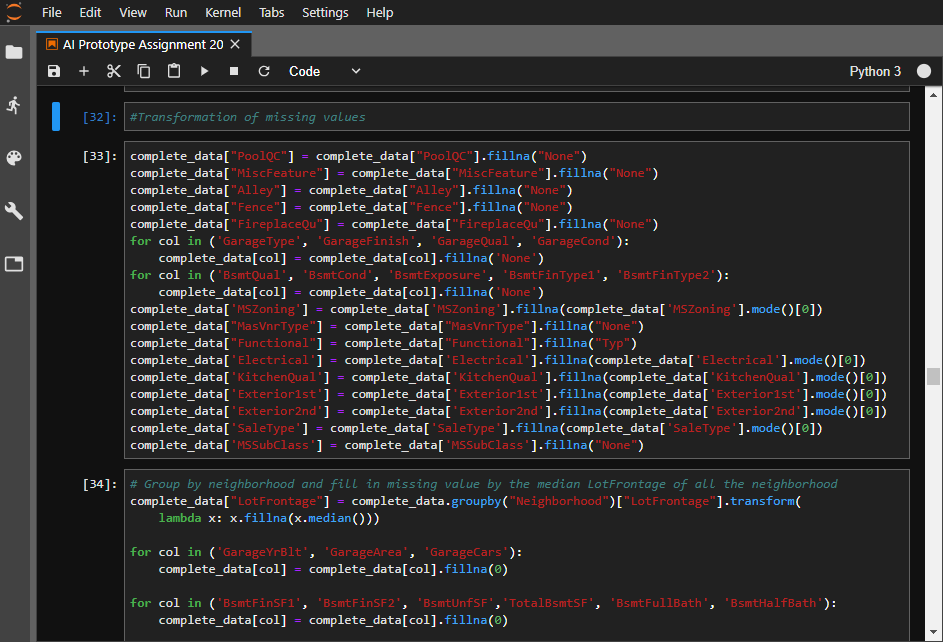 File Edit View Run Kernel Tabs Settings Help
AI Prototype Assignment 20
Code Python 3
[32]: #Transformation of missing values
[33]: complete_data["PoolQC"] = complete_data["PoolQC"].fillna("None")
complete_data["MiscFeature"] = complete_data["MiscFeature"].fillna("None")
complete_data["Alley"] = complete_data["Alley"].fillna("None")
complete_data["Fence"] = complete_data["Fence"].fillna("None")
complete_data["FireplaceQu"] = complete_data["FireplaceQu"].fillna("None")
for col in ('GarageType', 'GarageFinish', 'GarageQual', 'GarageCond'):
    complete_data[col] = complete_data[col].fillna('None')
for col in ('BsmtQual', 'BsmtCond', 'BsmtExposure', 'BsmtFinType1', 'BsmtFinType2'):
    complete_data[col] = complete_data[col].fillna('None')
complete_data['MSZoning'] = complete_data['MSZoning'].fillna(complete_data['MSZoning'].mode()[0])
complete_data["MasVnrType"] = complete_data["MasVnrType"].fillna("None")
complete_data["Functional"] = complete_data["Functional"].fillna("Typ")
complete_data['Electrical'] = complete_data['Electrical'].fillna(complete_data['Electrical'].mode()[0])
complete_data['KitchenQual'] = complete_data['KitchenQual'].fillna(complete_data['KitchenQual'].mode()[0])
complete_data['Exterior1st'] = complete_data['Exterior1st'].fillna(complete_data['Exterior1st'].mode()[0])
complete_data['Exterior2nd'] = complete_data['Exterior2nd'].fillna(complete_data['Exterior2nd'].mode()[0])
complete_data['SaleType'] = complete_data['SaleType'].fillna(complete_data['SaleType'].mode()[0])
complete_data['MSSubClass'] = complete_data['MSSubClass'].fillna("None")
[34]: # Group by neighborhood and fill in missing value by the median LotFrontage of all the neighborhood
complete_data["LotFrontage"] = complete_data.groupby("Neighborhood")["LotFrontage"].transform(
    lambda x: x.fillna(x.median()))
for col in ('GarageYrBlt', 'GarageArea', 'GarageCars'):
    complete_data[col] = complete_data[col].fillna(0)
for col in ('BsmtFinSF1', 'BsmtFinSF2', 'BsmtUnfSF','TotalBsmtSF', 'BsmtFullBath', 'BsmtHalfBath'):
    complete_data[col] = complete_data[col].fillna(0)